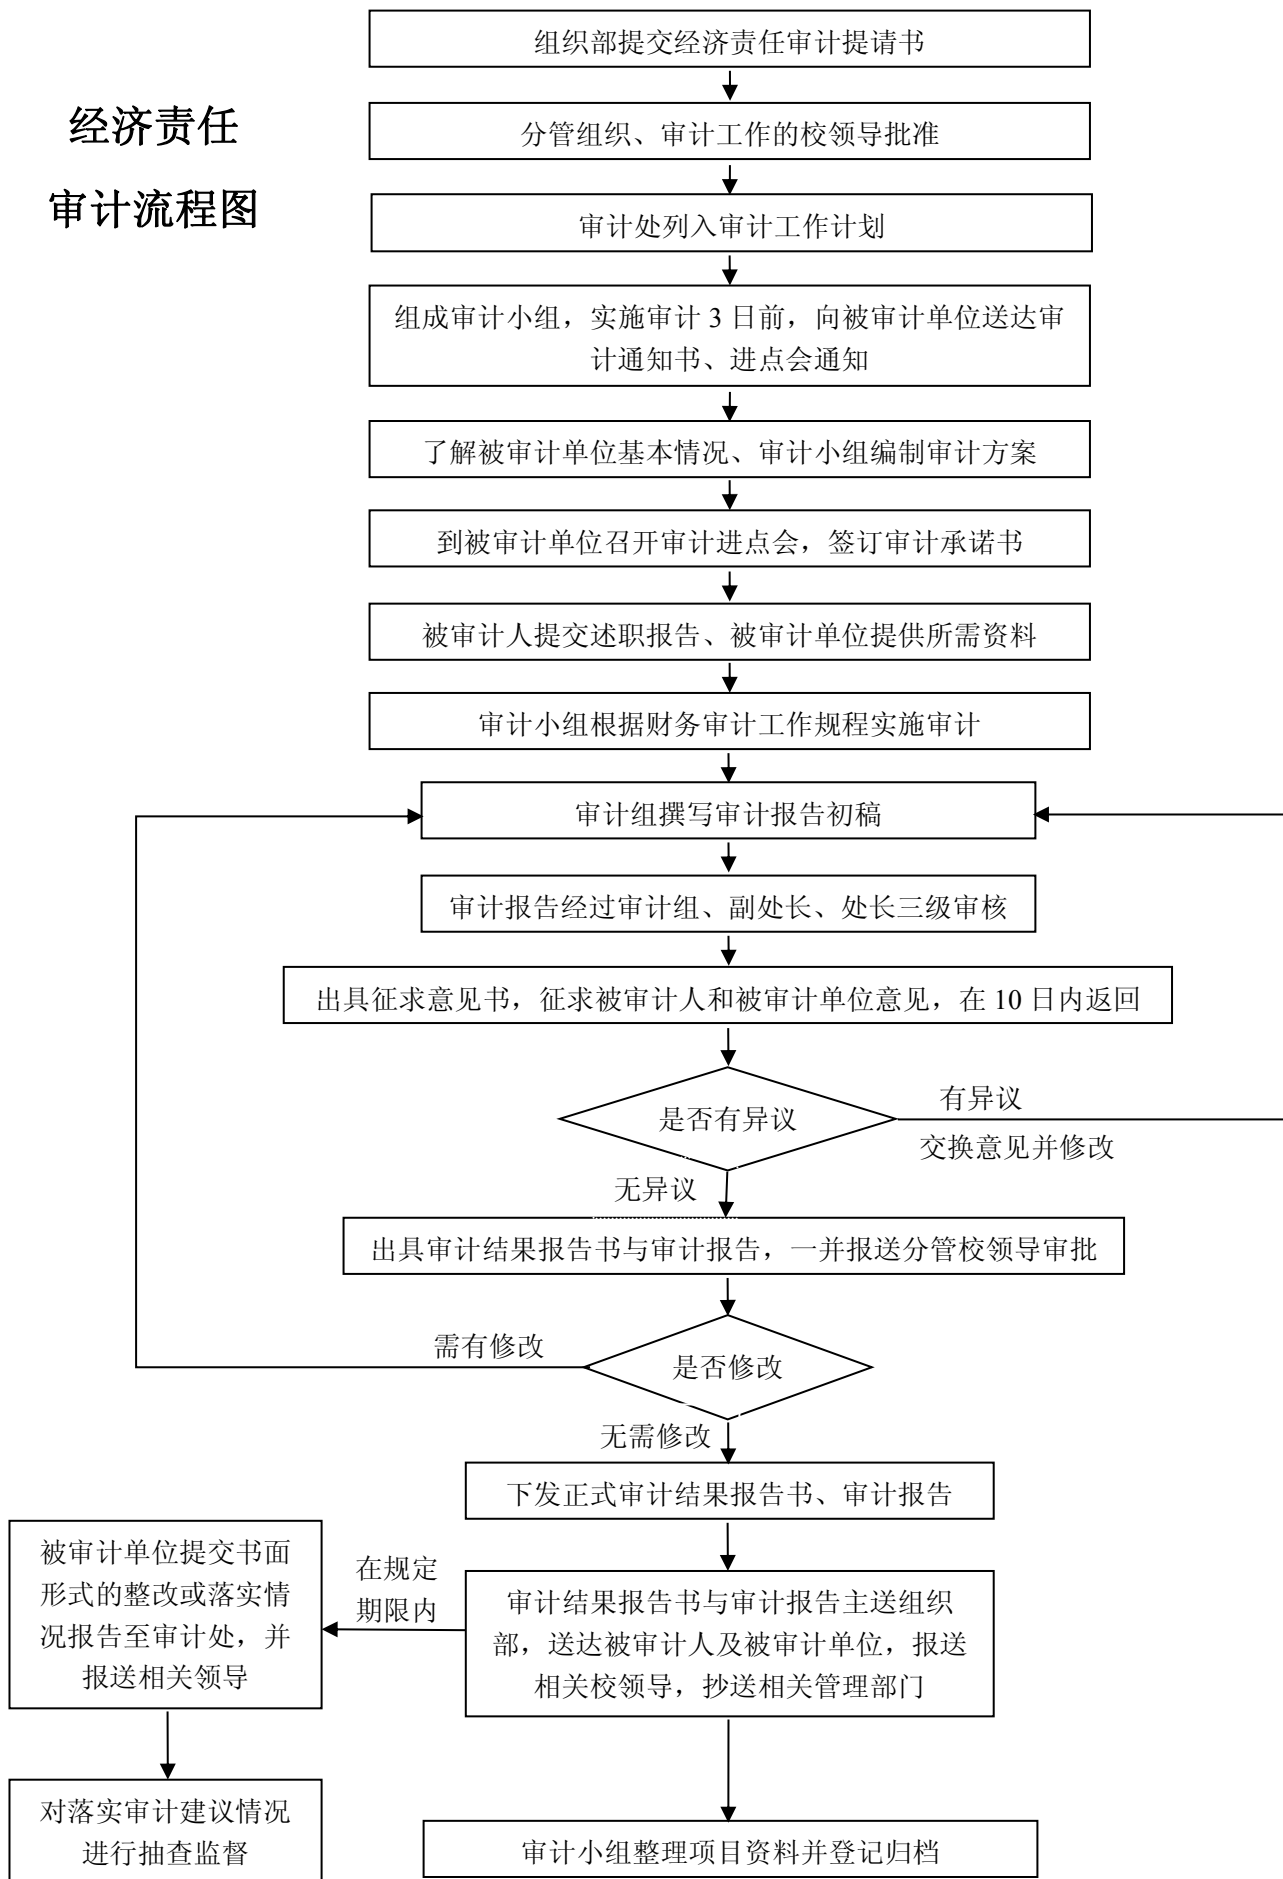 经济责任
审计流程图
组织部提交经济责任审计提请书
分管组织、审计工作的校领导批准
审计处列入审计工作计划
组成审计小组，实施审计 3 日前，向被审计单位送达审
计通知书、进点会通知
了解被审计单位基本情况、审计小组编制审计方案
到被审计单位召开审计进点会，签订审计承诺书
被审计人提交述职报告、被审计单位提供所需资料
审计小组根据财务审计工作规程实施审计
审计组撰写审计报告初稿
审计报告经过审计组、副处长、处长三级审核
出具征求意见书，征求被审计人和被审计单位意见，在 10 日内返回
是否有异议
有异议
交换意见并修改
无异议
出具审计结果报告书与审计报告，一并报送分管校领导审批
需有修改
是否修改
无需修改
下发正式审计结果报告书、审计报告
审计结果报告书与审计报告主送组织
部，送达被审计人及被审计单位，报送
相关校领导，抄送相关管理部门
在规定
期限内
被审计单位提交书面
形式的整改或落实情
况报告至审计处，并
报送相关领导
对落实审计建议情况
进行抽查监督
审计小组整理项目资料并登记归档